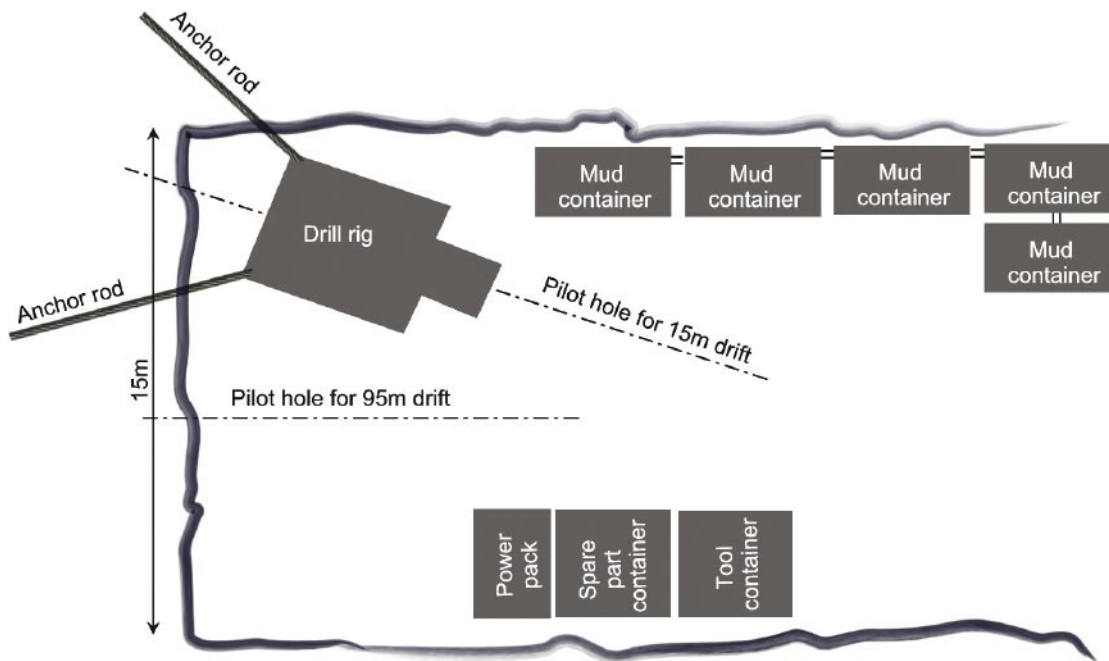 Anchor rod
Mud
container
Mud
container
Mud
container
Mud
container
Drill rig
Mud
container
Anchor rod
Pilot hole for 15m drift
15m
Pilot hole for 95m drift
Power
pack
Spare
part
container
Tool
container